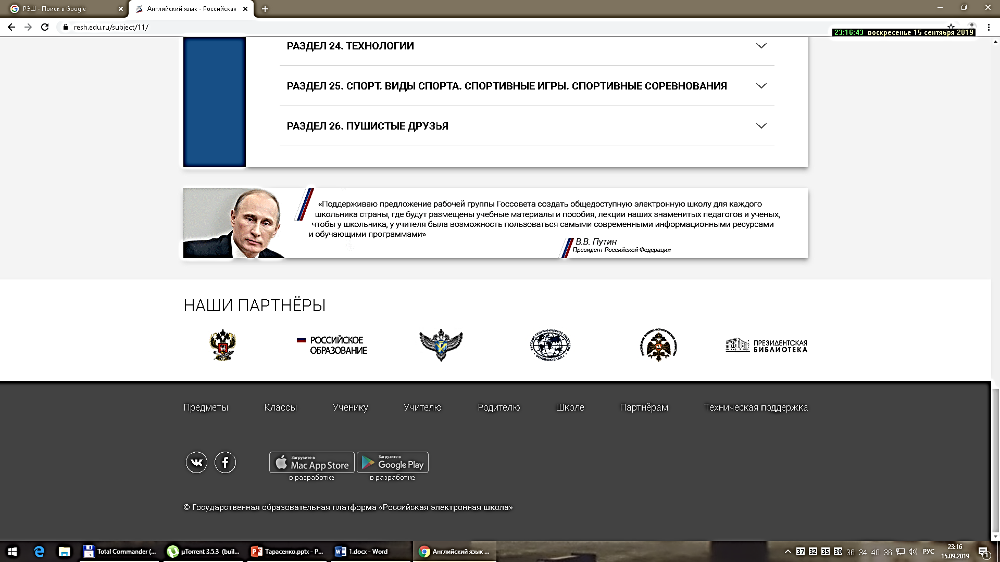 РЭШ - Поиск в Google
Английский язык - Российская
resh.edu.ru/subject/11/
23:16:43 воскресенье 15 сентября 2019
РАЗДЕЛ 24. ТЕХНОЛОГИИ
РАЗДЕЛ 25. СПОРТ. ВИДЫ СПОРТА. СПОРТИВНЫЕ ИГРЫ. СПОРТИВНЫЕ СОРЕВНОВАНИЯ
РАЗДЕЛ 26. ПУШИСТЫЕ ДРУЗЬЯ
«Поддерживаю предложение рабочей группы Госсовета создать общедоступную электронную школу для каждого
школьника страны, где будут размещены учебные материалы и пособия, лекции наших знаменитых педагогов и ученых,
чтобы у школьника, у учителя была возможность пользоваться самыми современными информационными ресурсами
и обучающими программами»
В.В. Путин
Президент Российской Федерации
НАШИ ПАРТНЁРЫ
РОССИЙСКОЕ
ОБРАЗОВАНИЕ
РУССКОЕ ГЕОГРАФИЧЕСКОЕ ОБЩЕСТВО
ОСНОВАНО В 1845 г.
ПРЕЗИДЕНТСКАЯ
БИБЛИОТЕКА
Предметы Классы Ученику Учителю Родителю Школе Партнёрам Техническая поддержка
Загрузите в
Mac App Store
в разработке
Загрузите в
Google Play
в разработке
© Государственная образовательная платформа «Российская электронная школа»
Total Commander (...
µTorrent 3.5.3 (buil...
Тарасенко.pptx - P...
1.docx - Word
Английский язык ...
37 32 35 39 36 34 40 36
РУС
23:16
15.09.2019
1